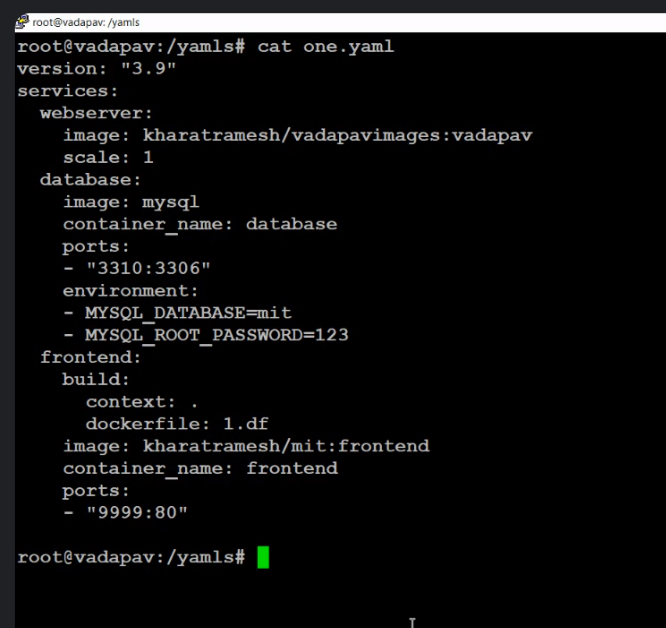 root@vadapav: /yamls
root@vadapav:/yamls# cat one.yaml
version: "3.9"
services:
  webserver:
    image: kharatramesh/vadapavimages:vadapav
    scale: 1
  database:
    image: mysql
    container_name: database
    ports:
    - "3310:3306"
    environment:
    - MYSQL_DATABASE=mit
    - MYSQL_ROOT_PASSWORD=123
  frontend:
    build:
      context: .
      dockerfile: 1.df
    image: kharatramesh/mit:frontend
    container_name: frontend
    ports:
    - "9999:80"
root@vadapav:/yamls#